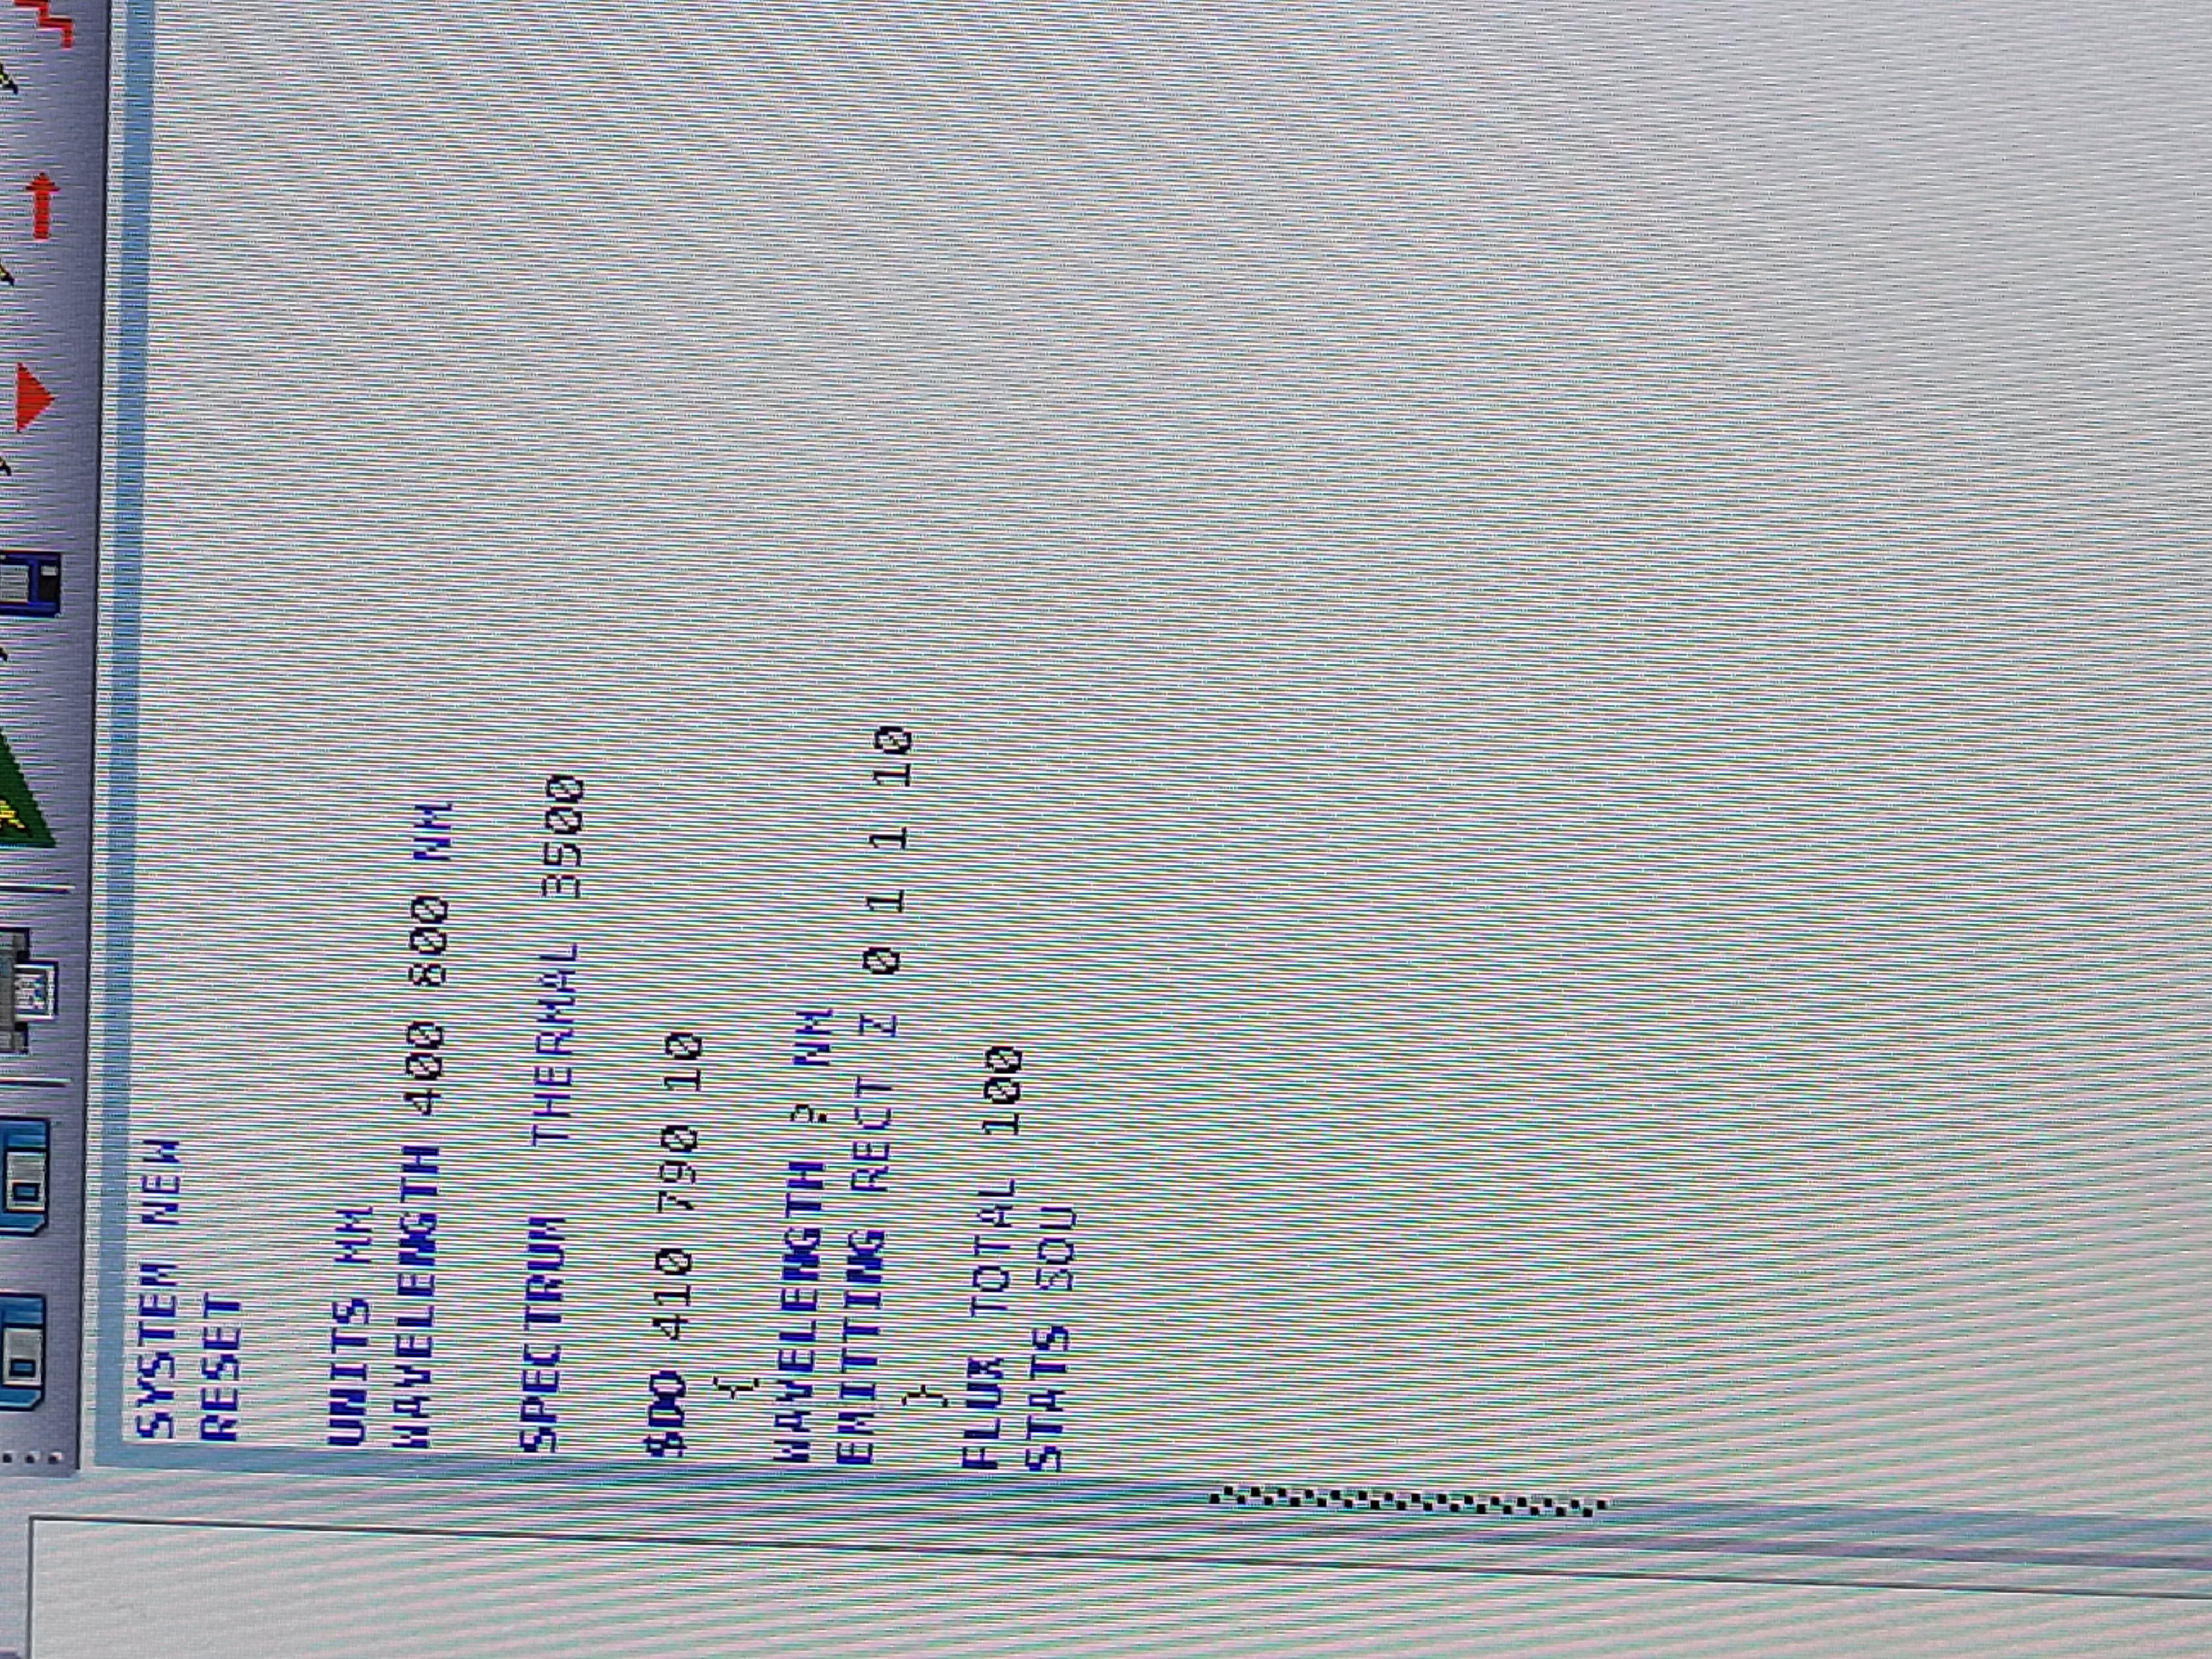 SYSTEM NEW
RESET
UNITS MM
WAVELENGTH 400 800 NM
SPECTRUM  THERMAL 3500
$DO 410 790 10
{
WAVELENGTH ? NM
EMITTING RECT Z 0 1 1 10
}
FLUX TOTAL 100
STATS SOU